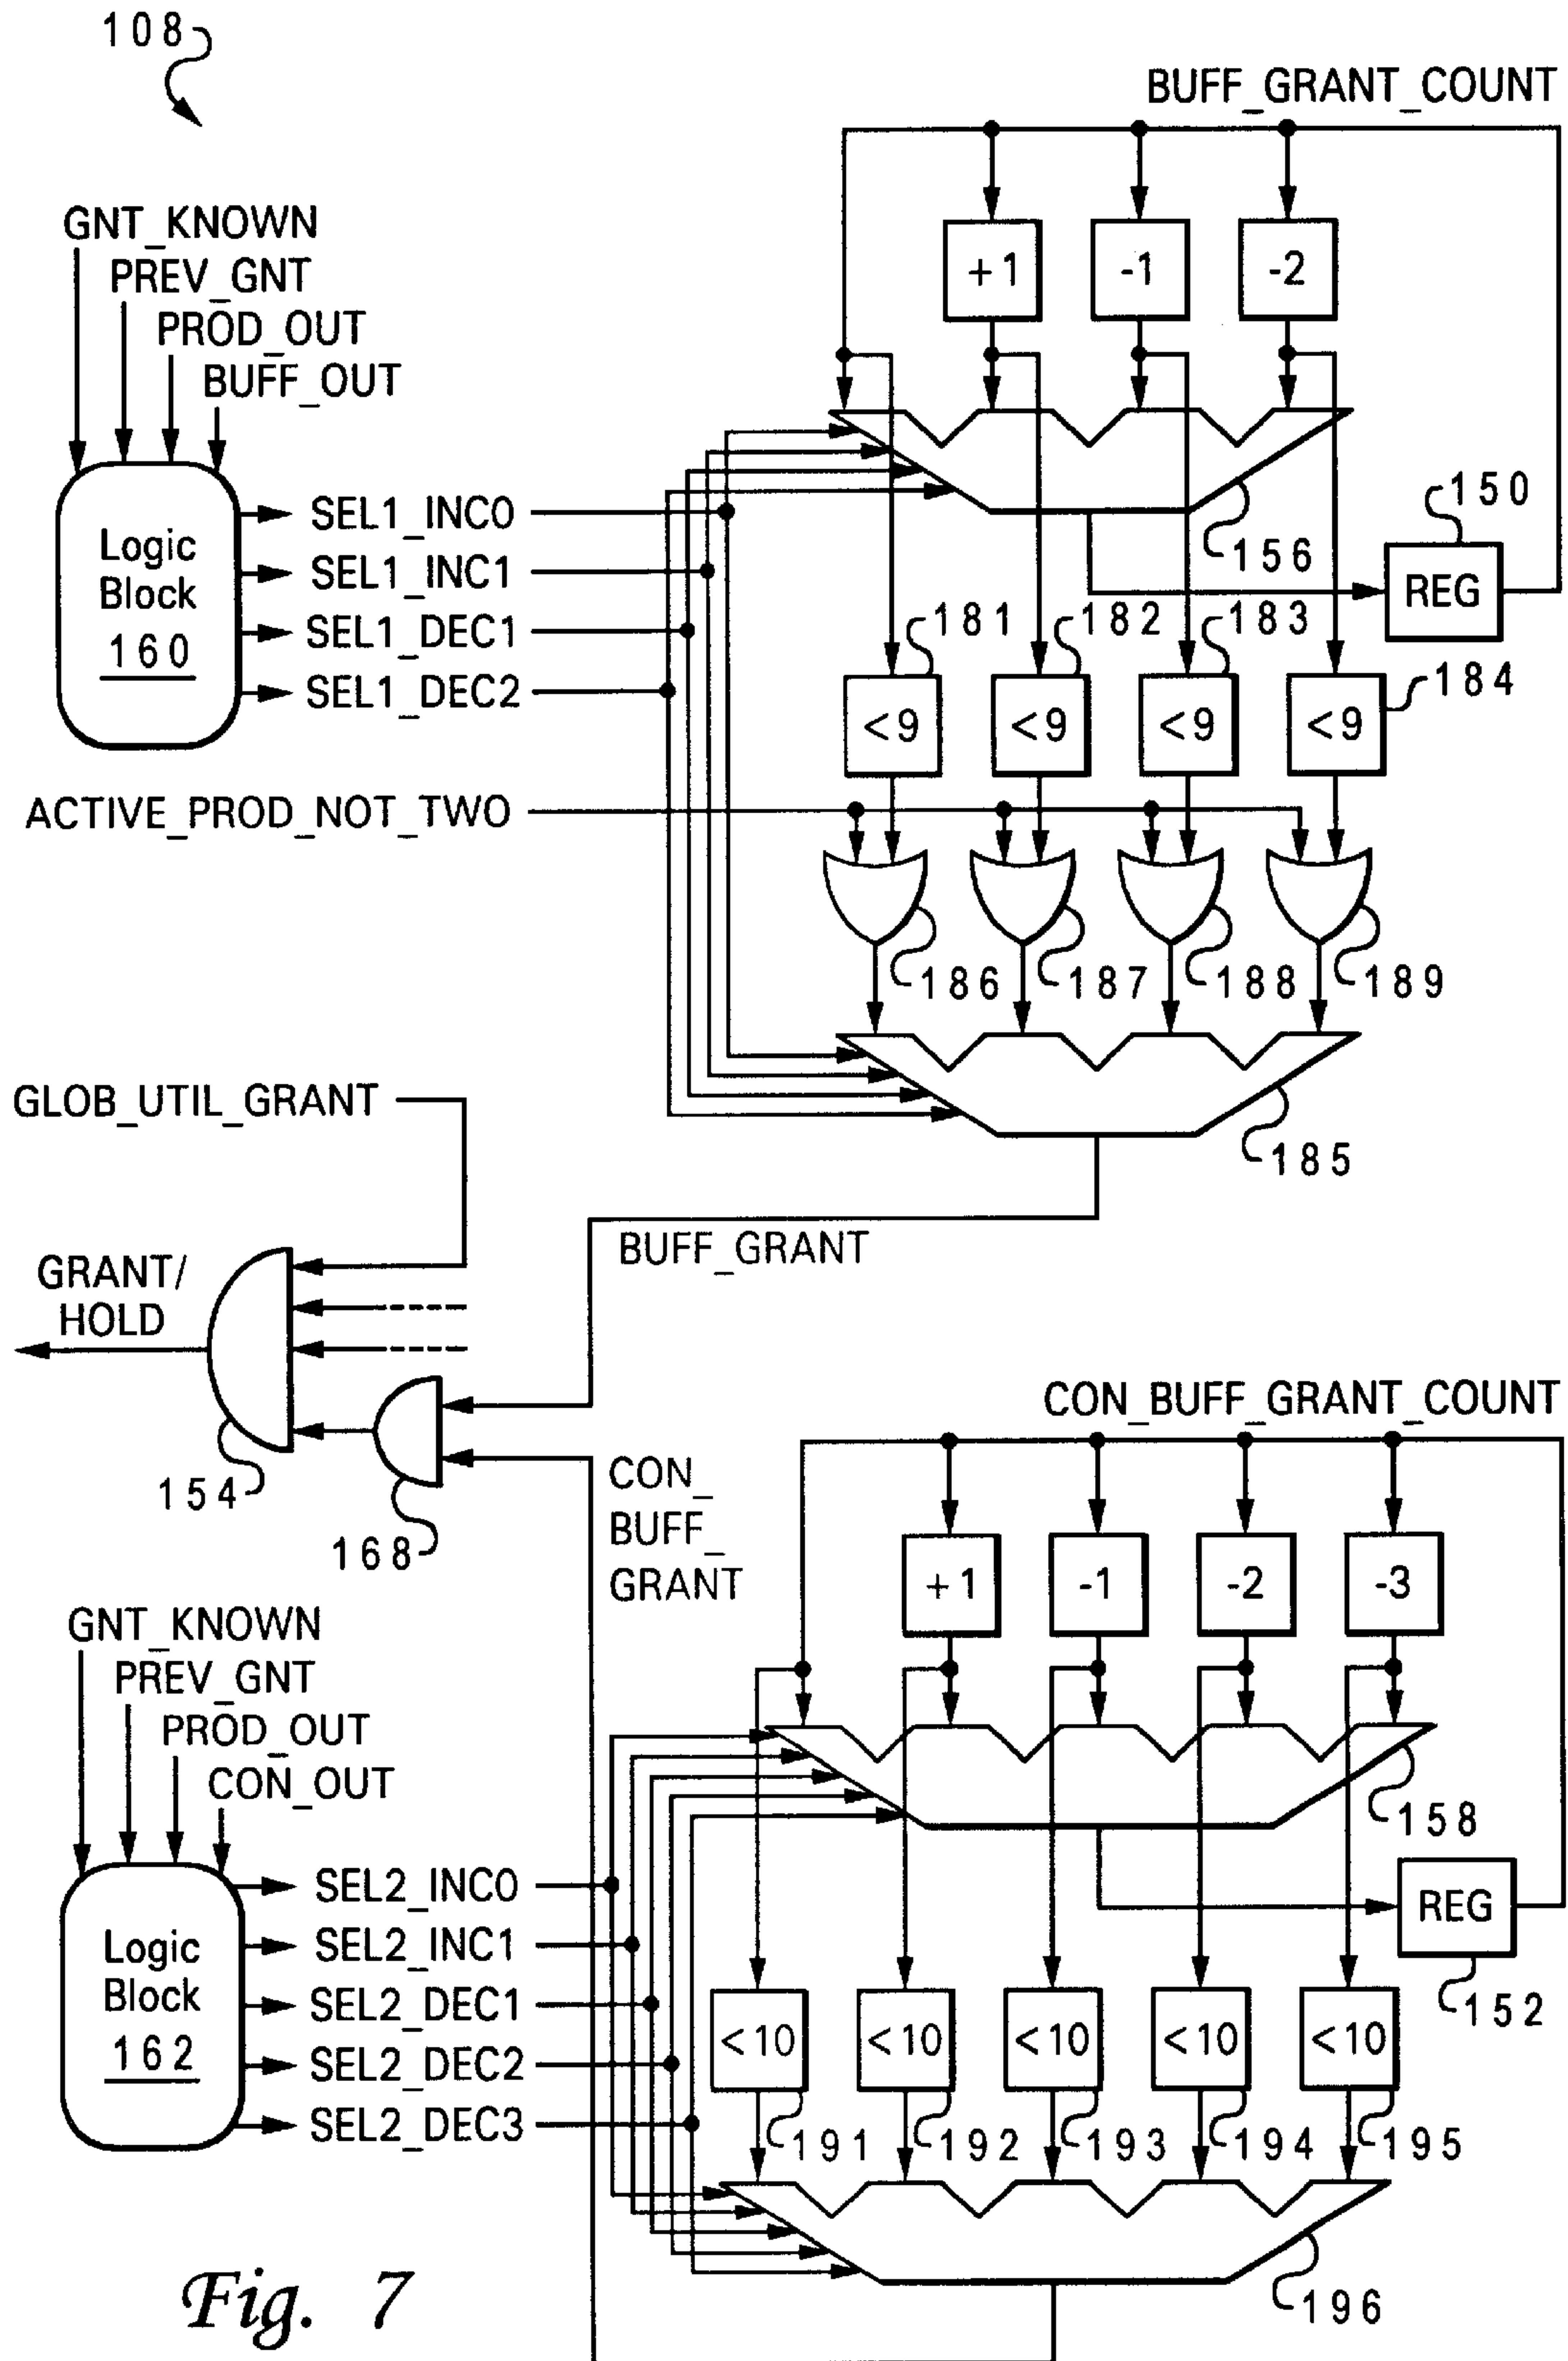 108
BUFF_GRANT_COUNT
GNT_KNOWN
PREV_GNT
PROD_OUT
BUFF_OUT
+1
-1
-2
Logic
Block
160
SEL1_INC0
SEL1_INC1
SEL1_DEC1
SEL1_DEC2
156
150
REG
181
182
183
184
<9
<9
<9
<9
ACTIVE_PROD_NOT_TWO
186
187
188
189
GLOB_UTIL_GRANT
185
BUFF_GRANT
GRANT/
HOLD
154
168
CON_
BUFF_
GRANT
CON_BUFF_GRANT_COUNT
+1
-1
-2
-3
GNT_KNOWN
PREV_GNT
PROD_OUT
CON_OUT
158
Logic
Block
162
SEL2_INC0
SEL2_INC1
SEL2_DEC1
SEL2_DEC2
SEL2_DEC3
REG
152
<10
<10
<10
<10
<10
191
192
193
194
195
196
Fig. 7